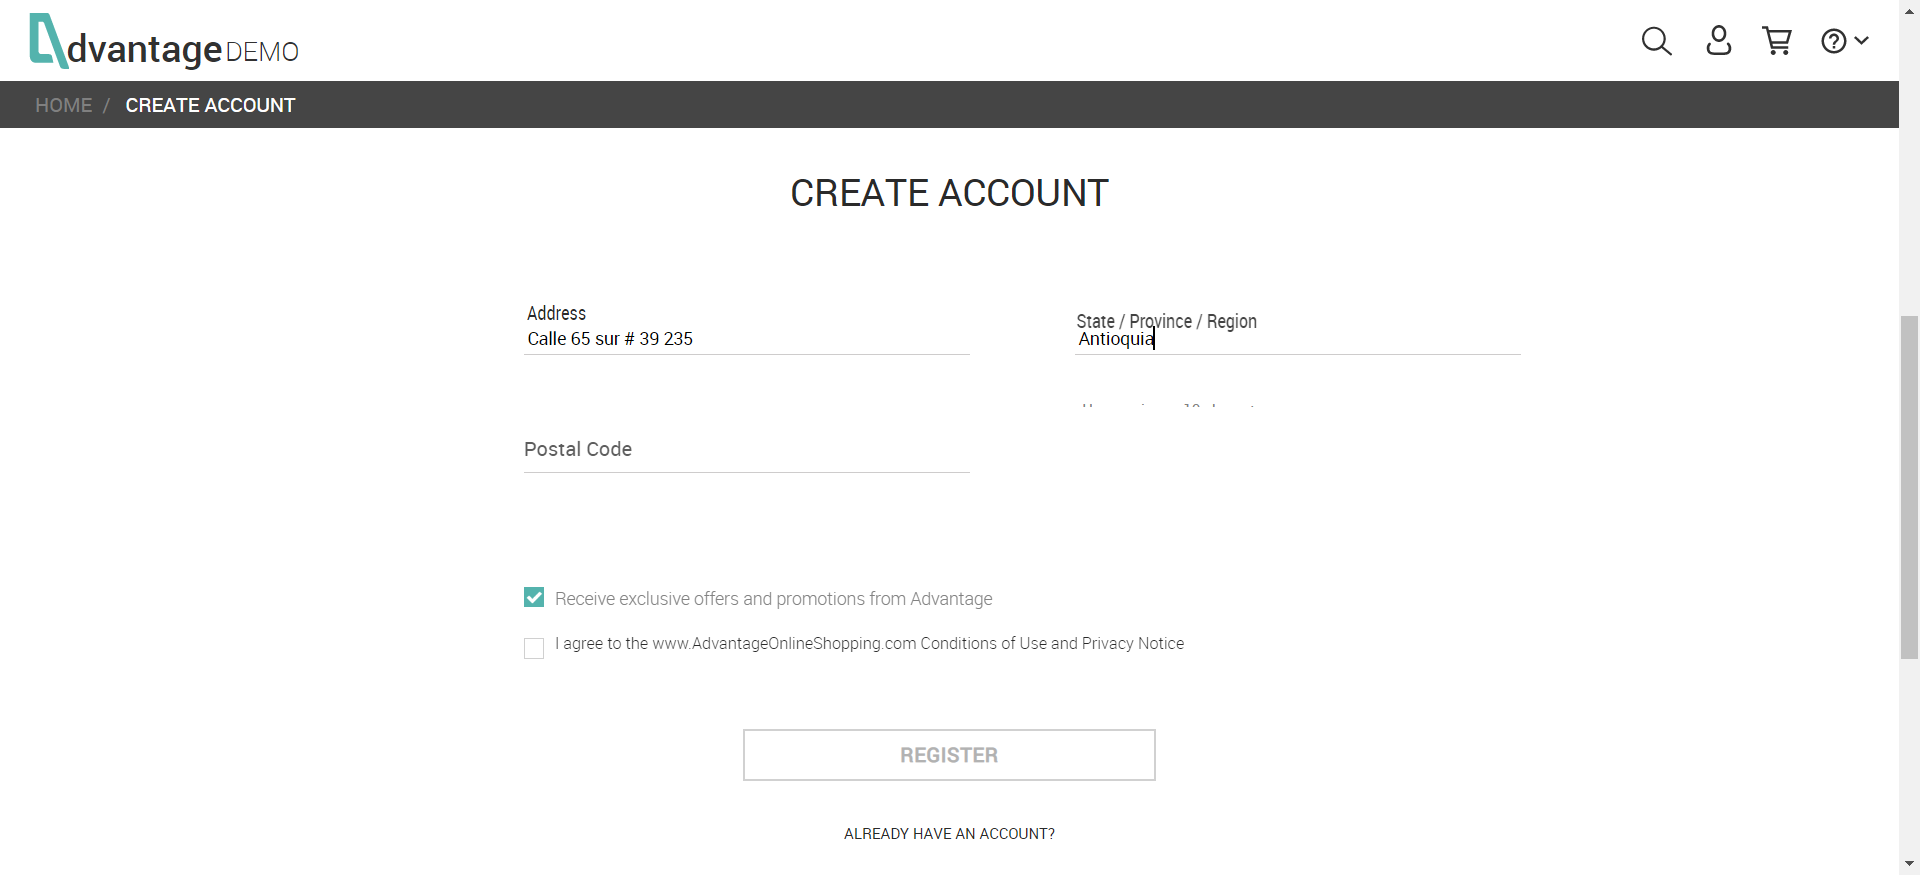 dvantage DEMO
HOME / CREATE ACCOUNT
CREATE ACCOUNT
Address
Calle 65 sur # 39 235
State / Province / Region
Antioquia
Postal Code
Receive exclusive offers and promotions from Advantage
I agree to the www.AdvantageOnlineShopping.com Conditions of Use and Privacy Notice
REGISTER
ALREADY HAVE AN ACCOUNT?